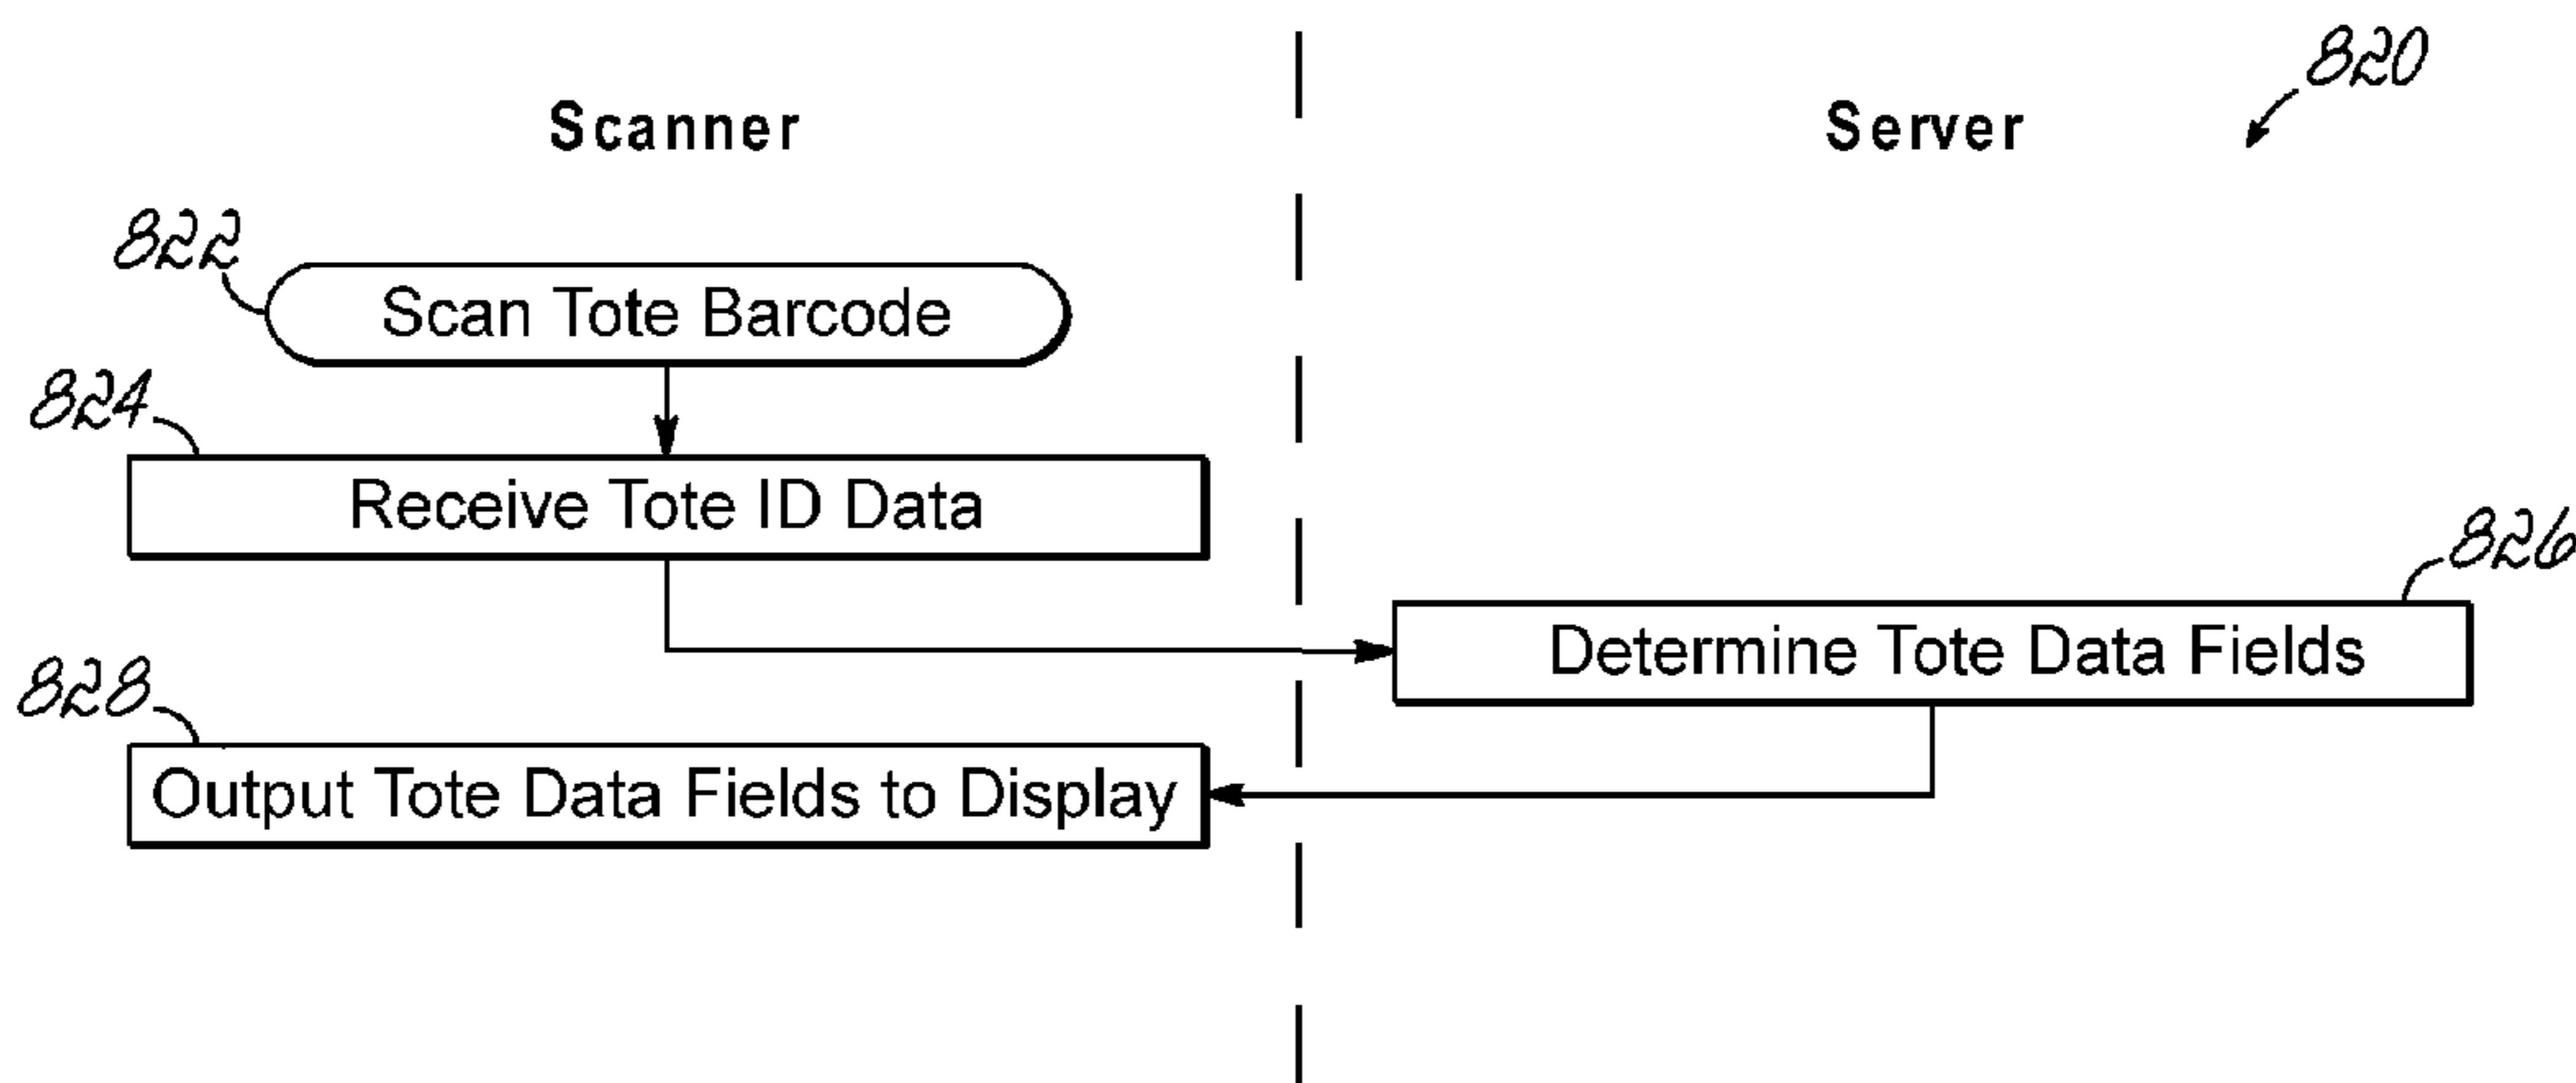 820
Scanner
Server
822
Scan Tote Barcode
824
Receive Tote ID Data
826
Determine Tote Data Fields
828
Output Tote Data Fields to Display